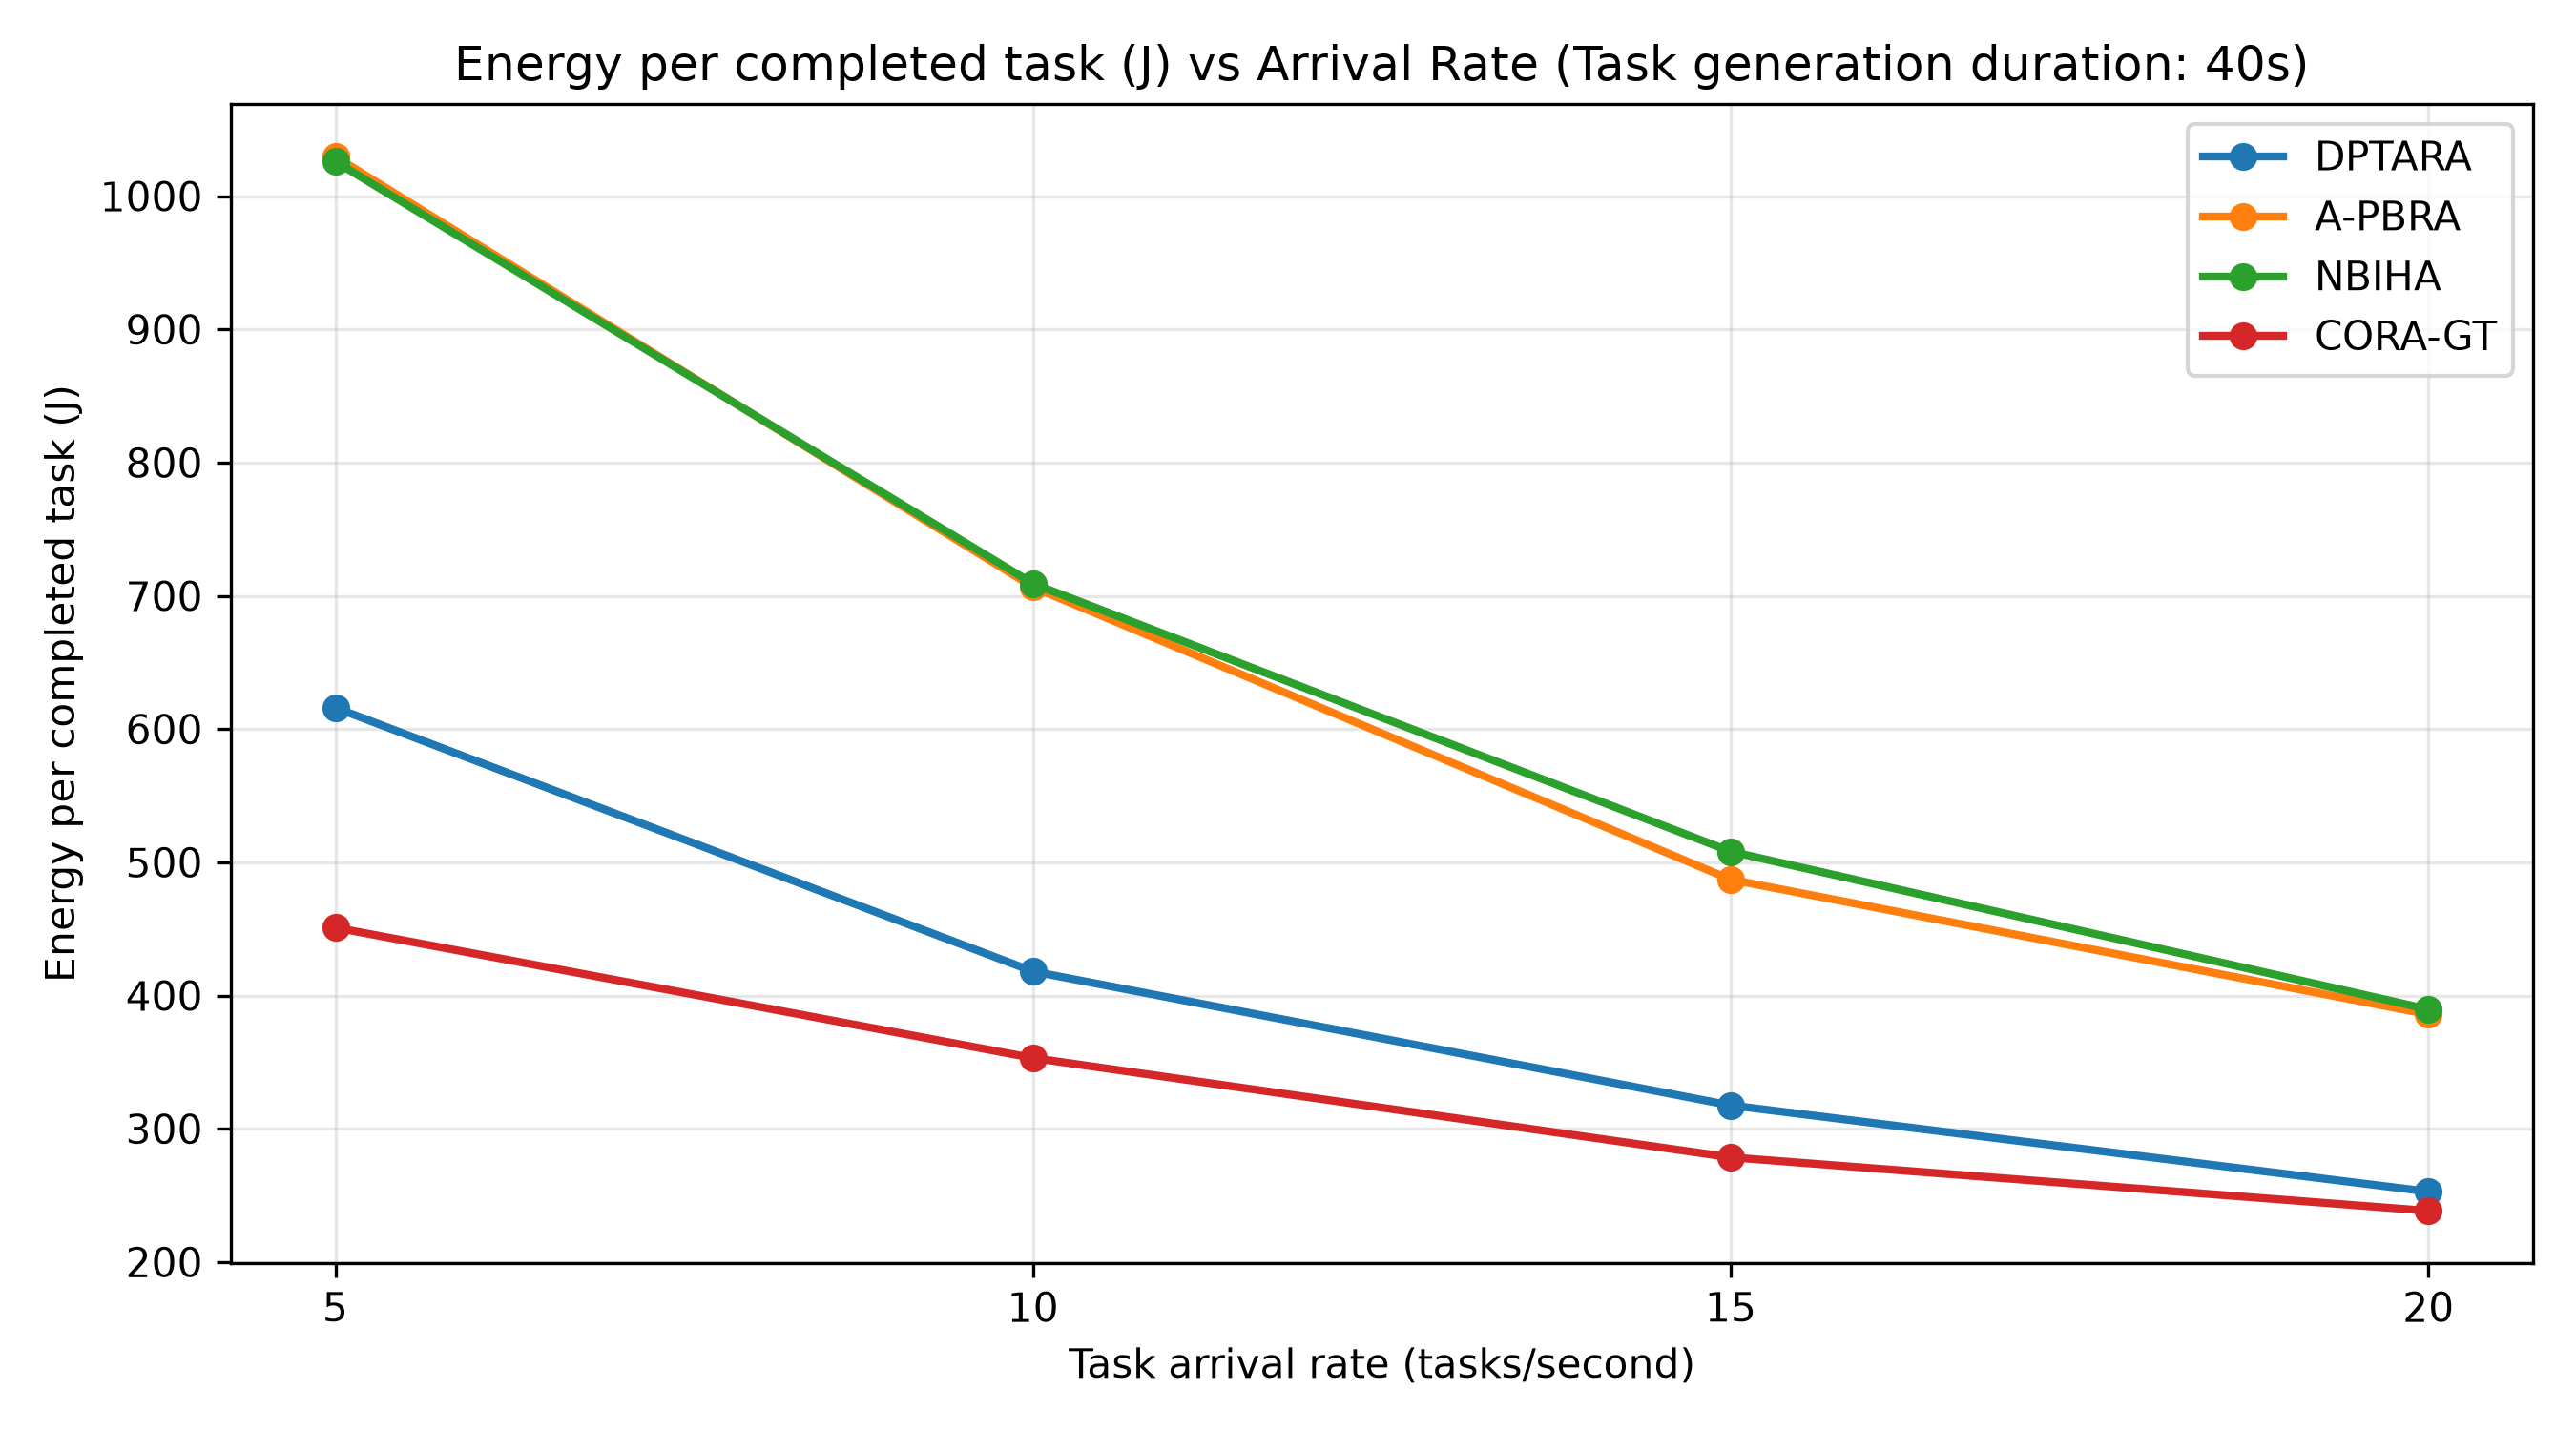 Energy per completed task (J) vs Arrival Rate (Task generation duration: 40s)
Energy per completed task (J)
1000
900
800
700
600
500
400
300
200
5
10
15
20
Task arrival rate (tasks/second)
DPTARA
A-PBRA
NBIHA
CORA-GT